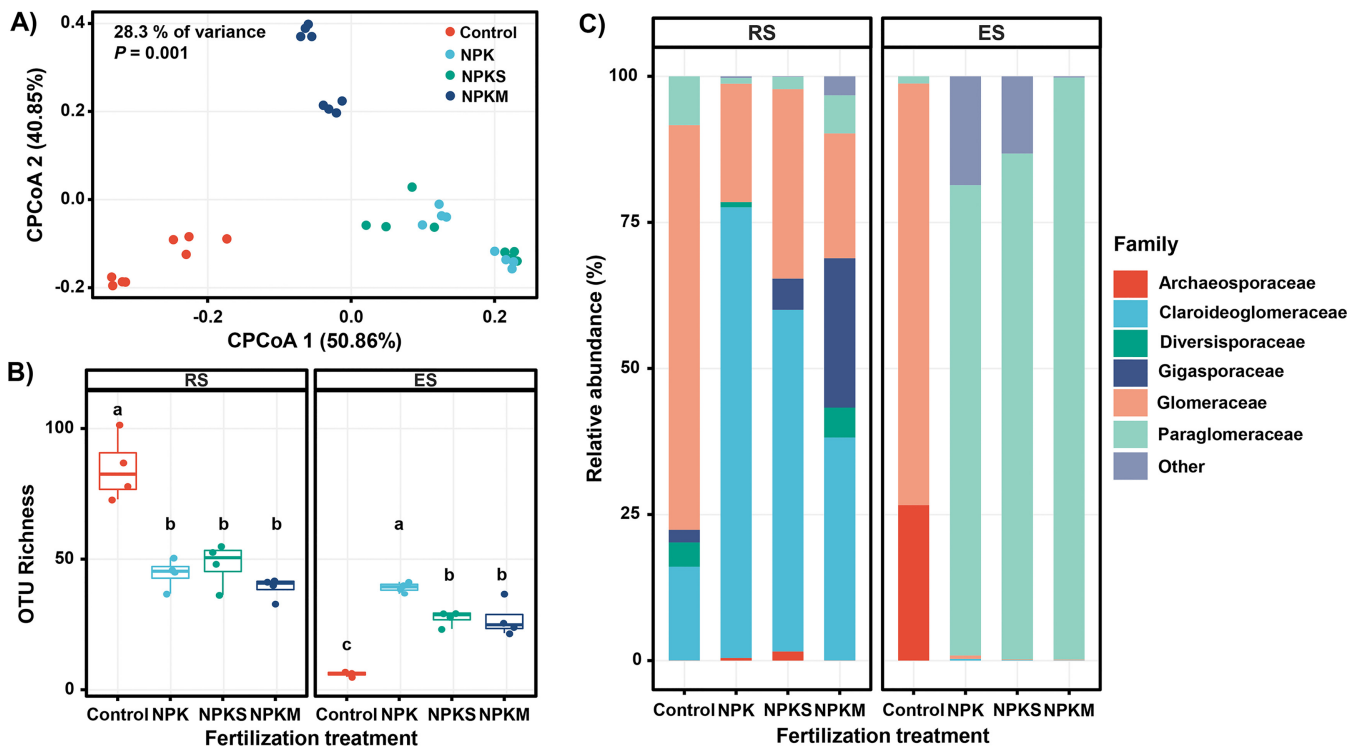 A)
28.3 % of variance
P = 0.001
Control
NPK
NPKS
NPKM
0.4
0.2
0.0
-0.2
CPCoA 2 (40.85%)
-0.2 0.0 0.2
CPCoA 1 (50.86%)
B)
RS ES
OTU Richness
100
50
0
a
b b b
c
a
b b
Control NPK NPKS NPKM Control NPK NPKS NPKM
Fertilization treatment
C)
RS ES
Relative abundance (%)
100
75
50
25
0
Control NPK NPKS NPKM Control NPK NPKS NPKM
Fertilization treatment
Family
Archaeosporaceae
Claroideoglomeraceae
Diversisporaceae
Gigasporaceae
Glomeraceae
Paraglomeraceae
Other